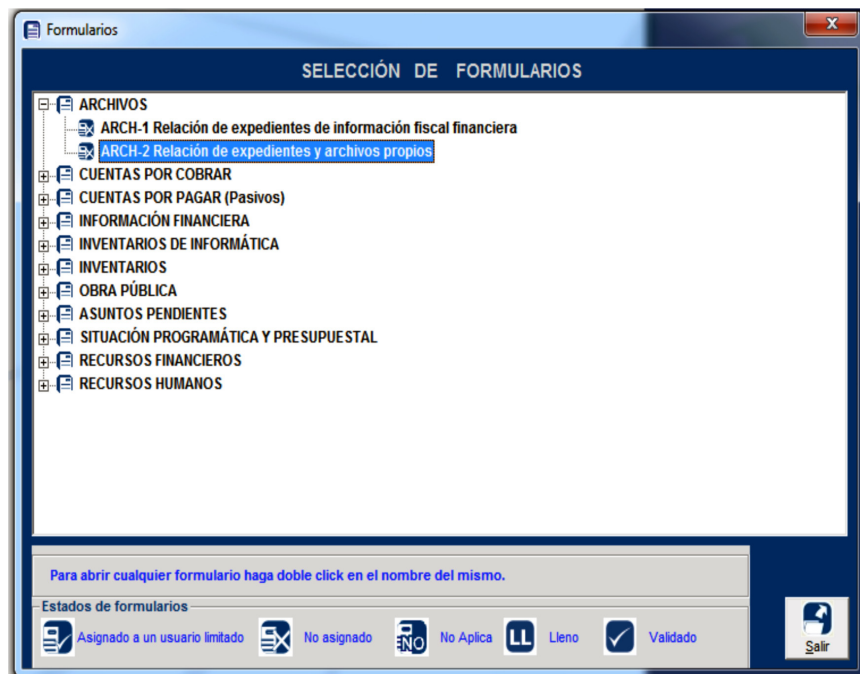 Formularios
x
SELECCIÓN DE FORMULARIOS
ARCHIVOS
ARCH-1 Relación de expedientes de información fiscal financiera
ARCH-2 Relación de expedientes y archivos propios
CUENTAS POR COBRAR
CUENTAS POR PAGAR (Pasivos)
INFORMACIÓN FINANCIERA
INVENTARIOS DE INFORMÁTICA
INVENTARIOS
OBRA PÚBLICA
ASUNTOS PENDIENTES
SITUACIÓN PROGRAMÁTICA Y PRESUPUESTAL
RECURSOS FINANCIEROS
RECURSOS HUMANOS
Para abrir cualquier formulario haga doble click en el nombre del mismo.
Estados de formularios
Asignado a un usuario limitado No asignado NO No Aplica LL Lleno Validado
Salir